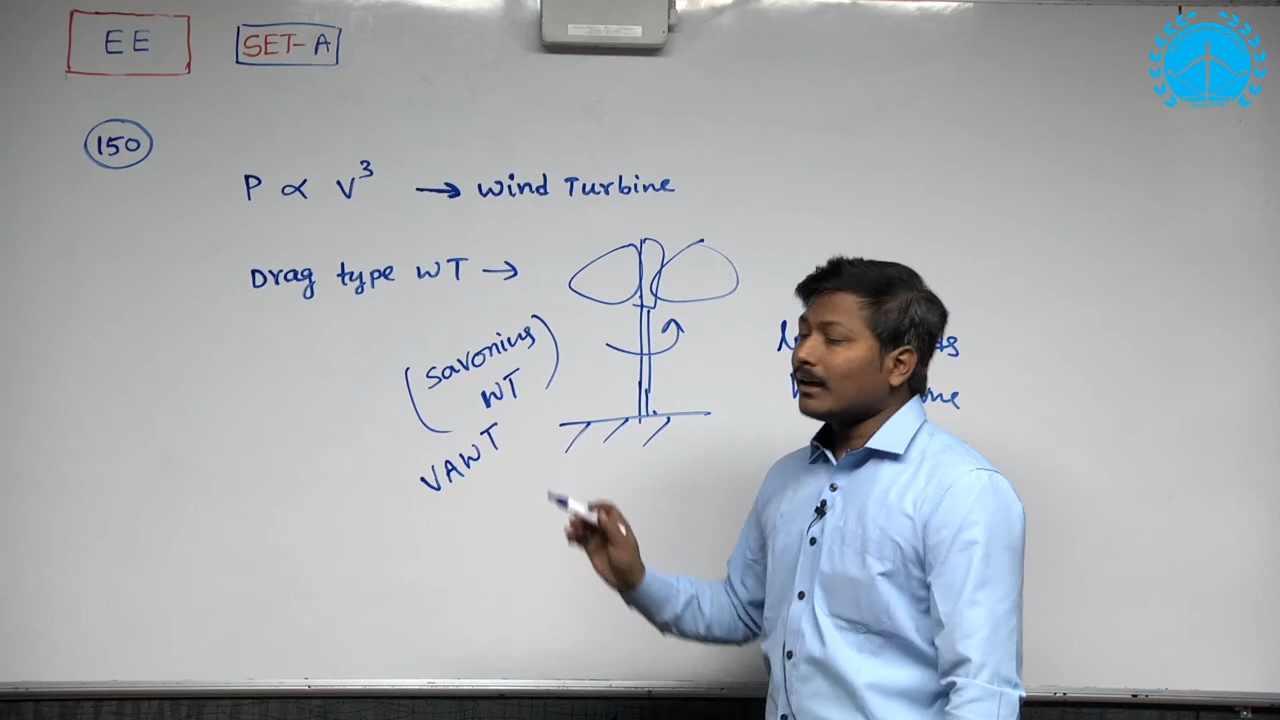 EE
SET-A
150
P ∝ V³ → Wind Turbine
Drag type WT →
(Savonius
WT)
VAWT